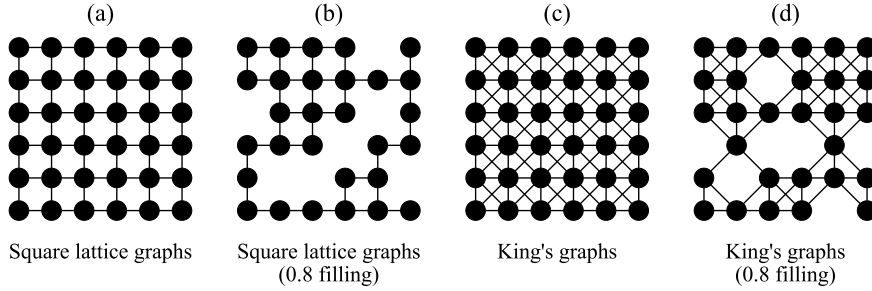 (a)
(b)
(c)
(d)
Square lattice graphs
Square lattice graphs
(0.8 filling)
King's graphs
King's graphs
(0.8 filling)